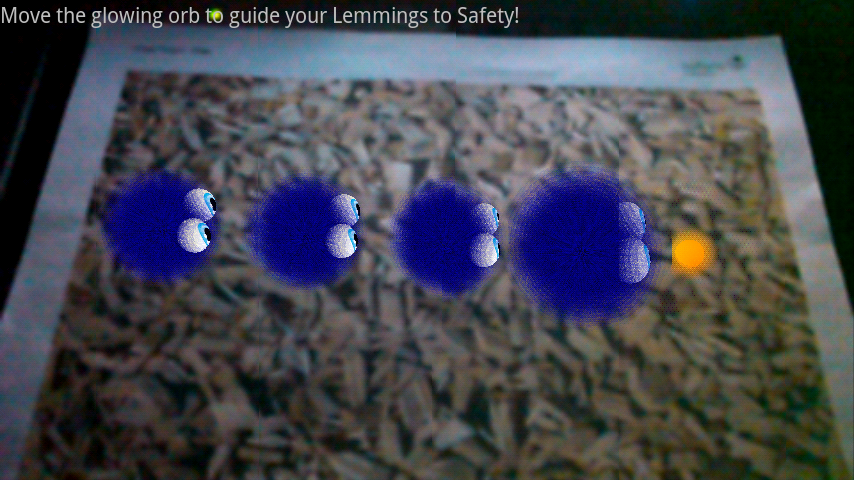 Move the glowing orb to guide your Lemmings to Safety!